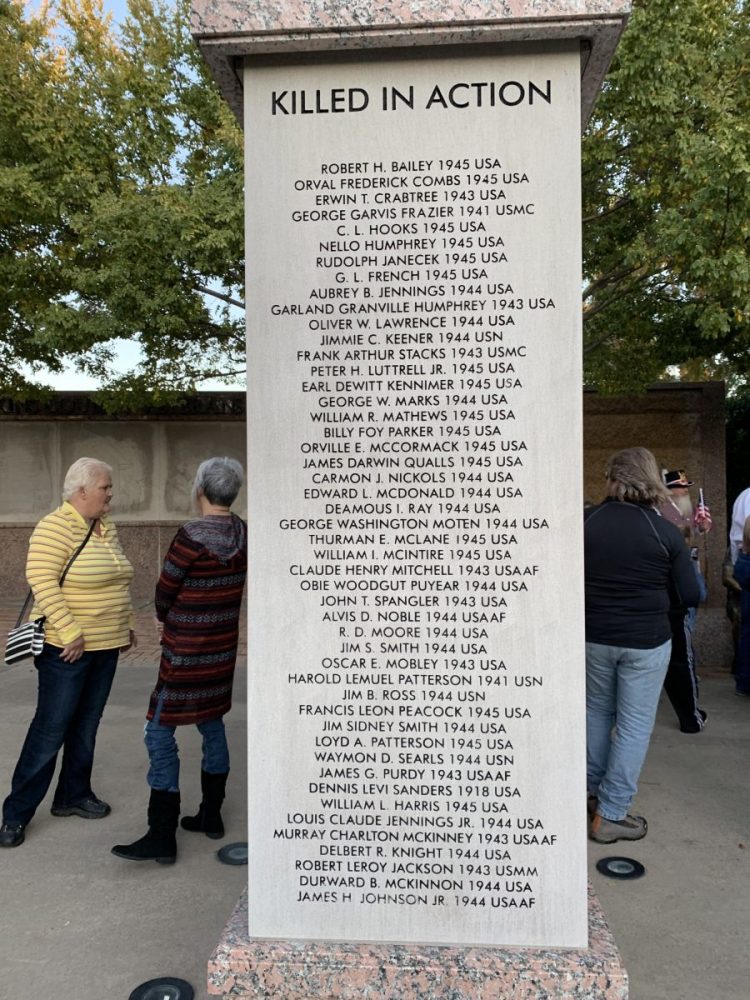 KILLED IN ACTION
ROBERT H. BAILEY 1945 USA
ORVAL FREDERICK COMBS 1945 USA
ERWIN T. CRABTREE 1943 USA
GEORGE GARVIS FRAZIER 1941 USMC
C. L. HOOKS 1945 USA
NELLO HUMPHREY 1945 USA
RUDOLPH JANECEK 1945 USA
G. L. FRENCH 1945 USA
AUBREY B. JENNINGS 1944 USA
GARLAND GRANVILLE HUMPHREY 1943 USA
OLIVER W. LAWRENCE 1944 USA
JIMMIE C. KEENER 1944 USN
FRANK ARTHUR STACKS 1943 USMC
PETER H. LUTTRELL JR. 1945 USA
EARL DEWITT KENNIMER 1945 USA
GEORGE W. MARKS 1944 USA
WILLIAM R. MATHEWS 1945 USA
BILLY FOY PARKER 1945 USA
ORVILLE E. MCCORMACK 1945 USA
JAMES DARWIN QUALLS 1945 USA
CARMON J. NICKOLS 1944 USA
EDWARD L. MCDONALD 1944 USA
DEAMOUS I. RAY 1944 USA
GEORGE WASHINGTON MOTEN 1944 USA
THURMAN E. MCLANE 1945 USA
WILLIAM I. MCINTIRE 1945 USA
CLAUDE HENRY MITCHELL 1943 USAAF
OBIE WOODGUT PUYEAR 1944 USA
JOHN T. SPANGLER 1943 USA
ALVIS D. NOBLE 1944 USAAF
R. D. MOORE 1944 USA
JIM S. SMITH 1944 USA
OSCAR E. MOBLEY 1943 USA
HAROLD LEMUEL PATTERSON 1941 USN
JIM B. ROSS 1944 USN
FRANCIS LEON PEACOCK 1945 USA
JIM SIDNEY SMITH 1944 USA
LOYD A. PATTERSON 1945 USA
WAYMON D. SEARLS 1944 USN
JAMES G. PURDY 1943 USAAF
DENNIS LEVI SANDERS 1918 USA
WILLIAM L. HARRIS 1945 USA
LOUIS CLAUDE JENNINGS JR. 1944 USA
MURRAY CHARLTON MCKINNEY 1943 USAAF
DELBERT R. KNIGHT 1944 USA
ROBERT LEROY JACKSON 1943 USMM
DURWARD B. MCKINNON 1944 USA
JAMES H JOHNSON JR. 1944 USAAF